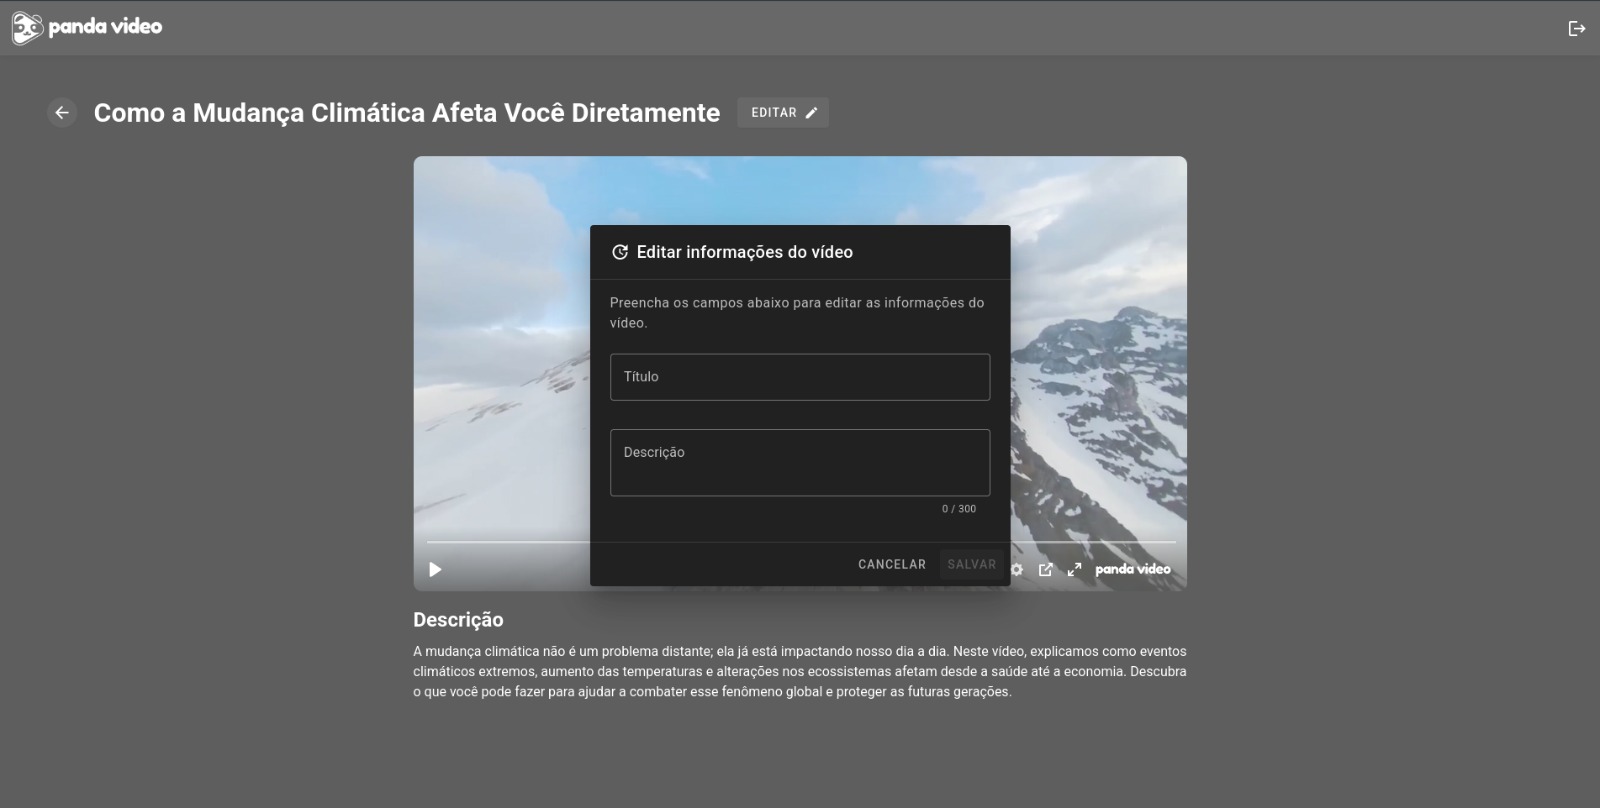 panda video
Como a Mudança Climática Afeta Você Diretamente
EDITAR
Editar informações do vídeo
Preencha os campos abaixo para editar as informações do
vídeo.
Título
Descrição
0 / 300
CANCELAR SALVAR
panda video
Descrição
A mudança climática não é um problema distante; ela já está impactando nosso dia a dia. Neste vídeo, explicamos como eventos
climáticos extremos, aumento das temperaturas e alterações nos ecossistemas afetam desde a saúde até a economia. Descubra
o que você pode fazer para ajudar a combater esse fenômeno global e proteger as futuras gerações.